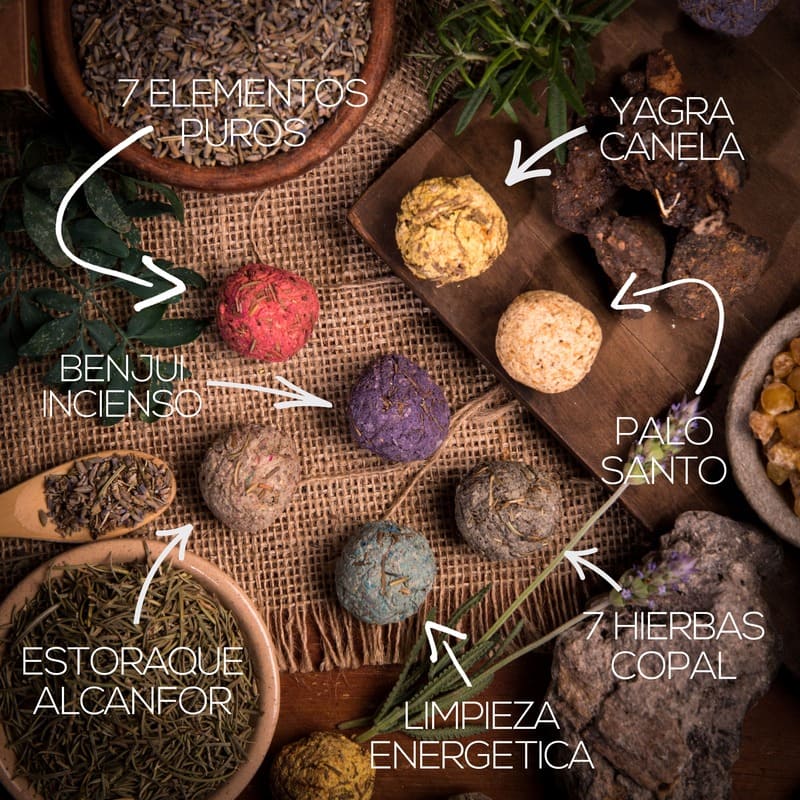 7 ELEMENTOS
PUROS
YAGRA
CANELA
BENJUI
INCIENSO
PALO
SANTO
ESTORAQUE
ALCANFOR
7 HIERBAS
COPAL
LIMPIEZA
ENERGETICA